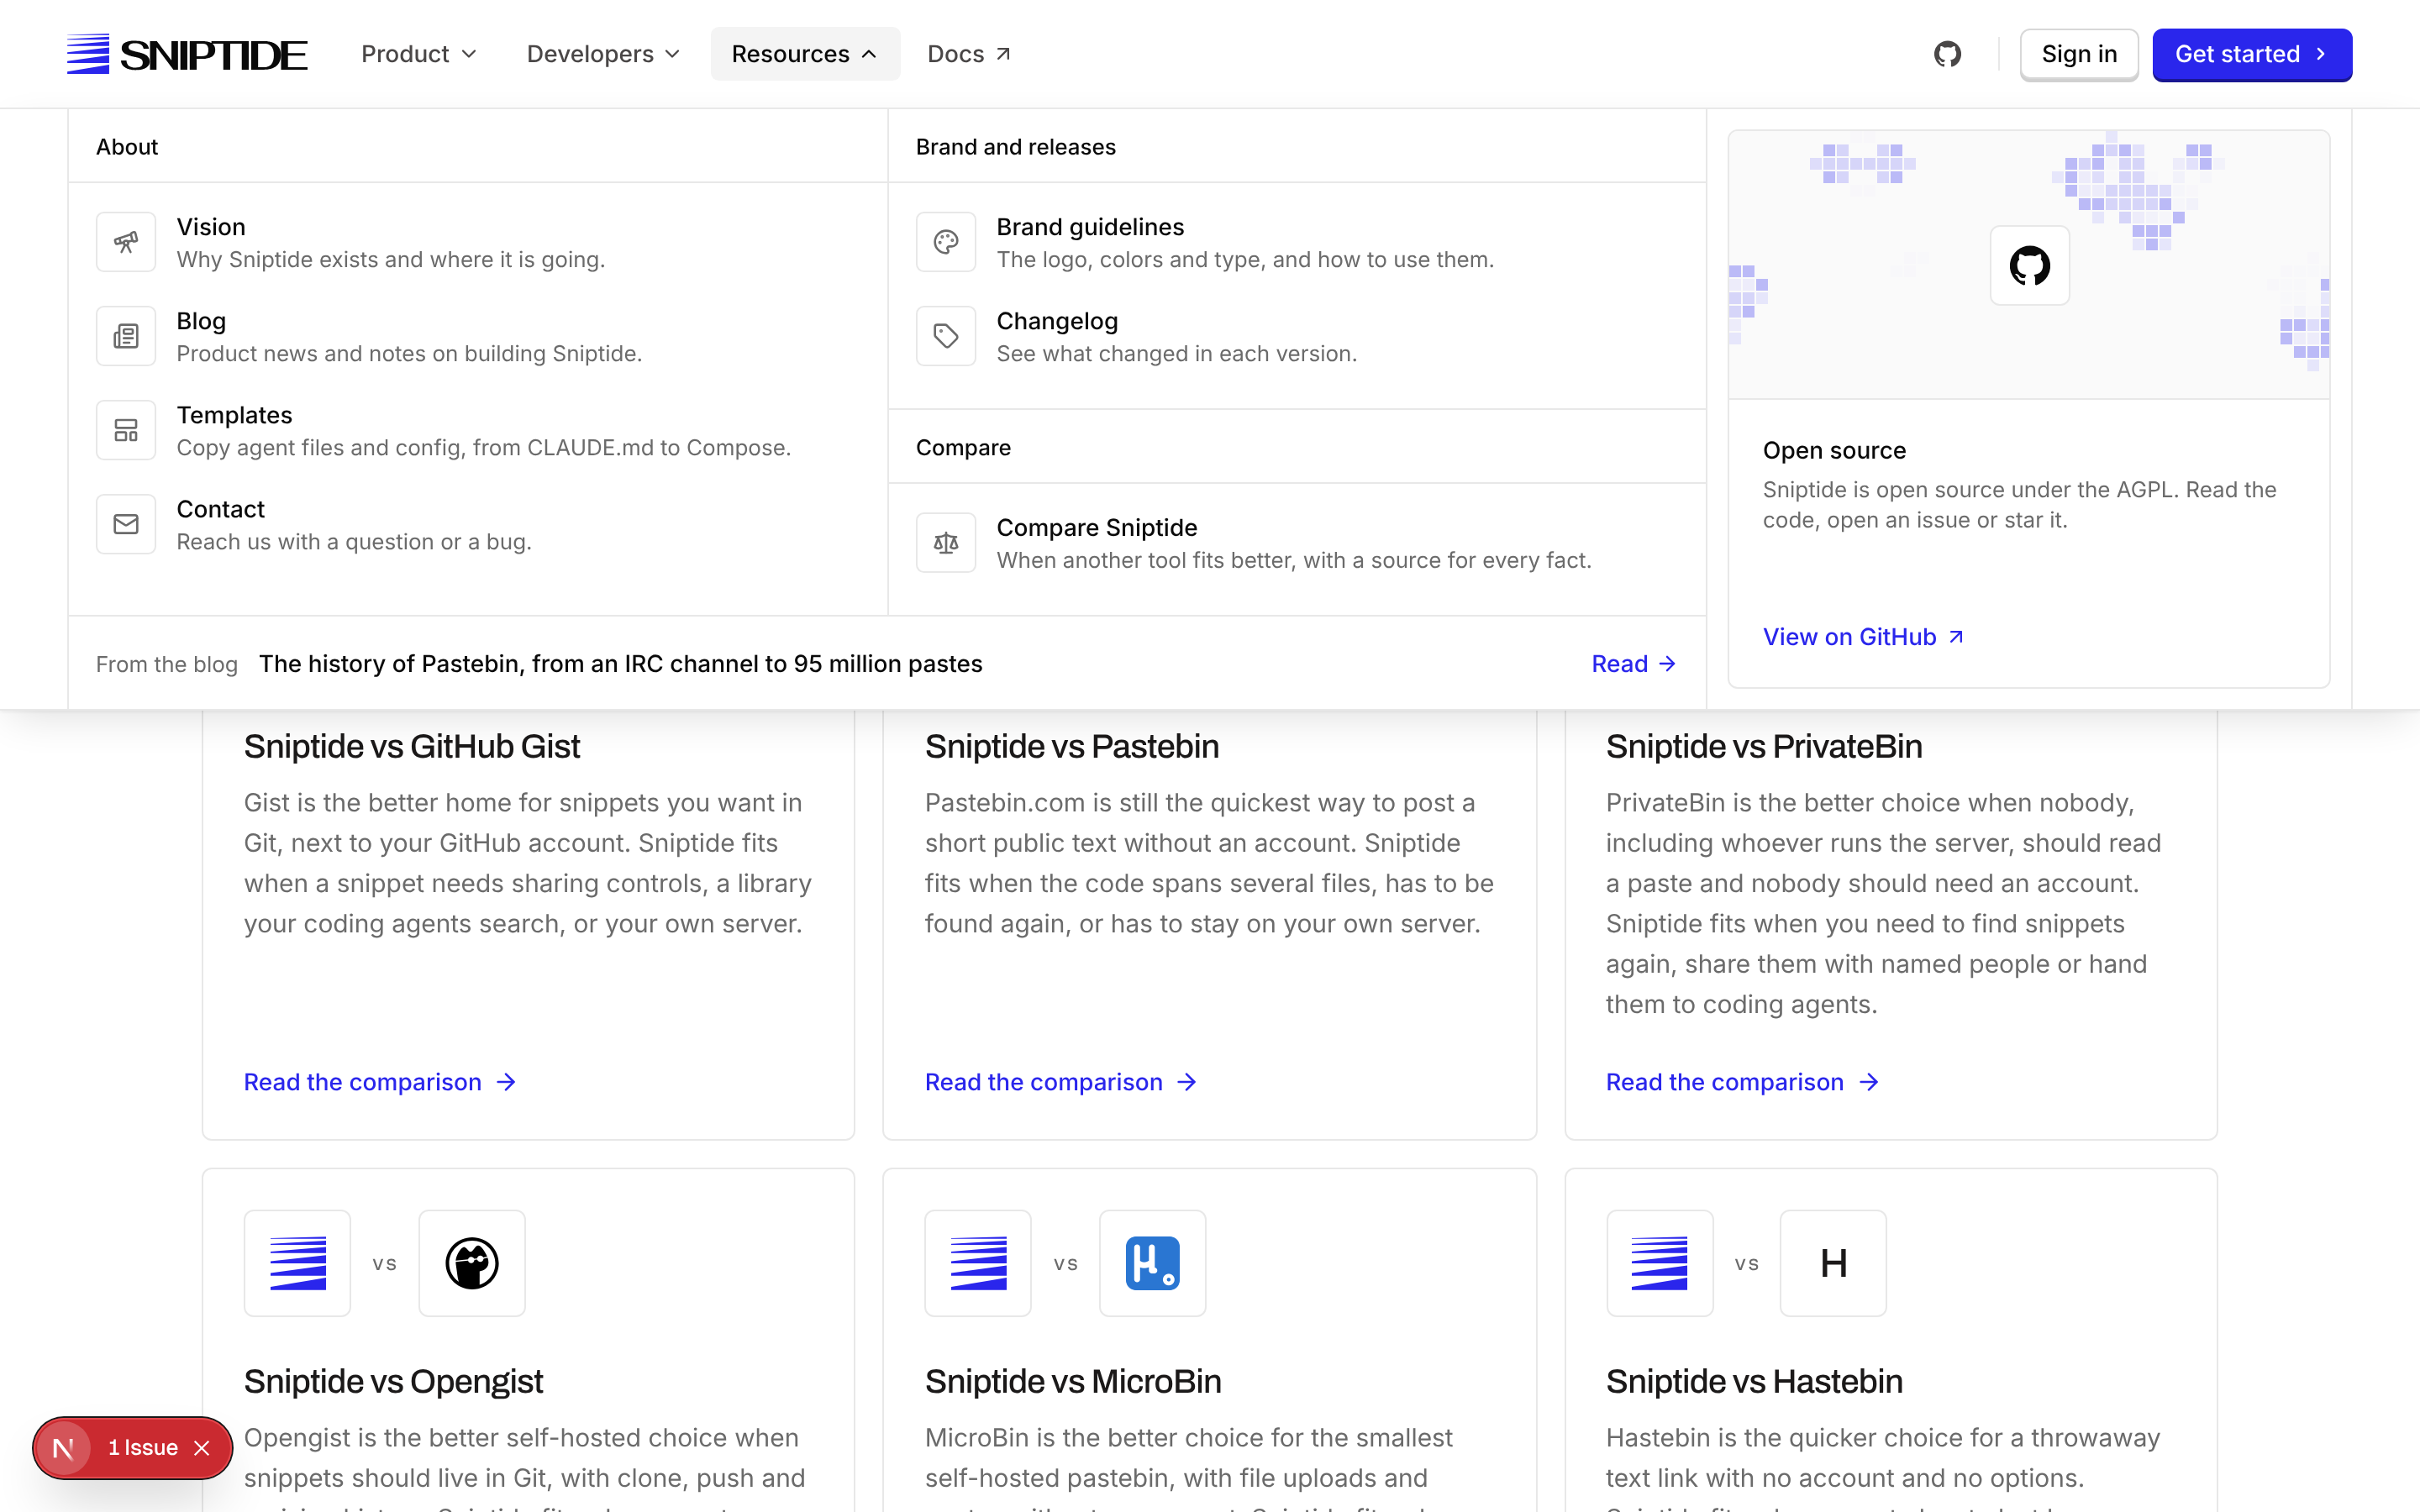 SNIPTIDE
Product
Developers
Resources
Docs
Sign in
Get started
About
Vision
Why Sniptide exists and where it is going.
Blog
Product news and notes on building Sniptide.
Templates
Copy agent files and config, from CLAUDE.md to Compose.
Contact
Reach us with a question or a bug.
Brand and releases
Brand guidelines
The logo, colors and type, and how to use them.
Changelog
See what changed in each version.
Compare
Compare Sniptide
When another tool fits better, with a source for every fact.
Open source
Sniptide is open source under the AGPL. Read the
code, open an issue or star it.
View on GitHub
From the blog The history of Pastebin, from an IRC channel to 95 million pastes
Read
Sniptide vs GitHub Gist
Gist is the better home for snippets you want in
Git, next to your GitHub account. Sniptide fits
when a snippet needs sharing controls, a library
your coding agents search, or your own server.
Read the comparison
Sniptide vs Pastebin
Pastebin.com is still the quickest way to post a
short public text without an account. Sniptide
fits when the code spans several files, has to be
found again, or has to stay on your own server.
Read the comparison
Sniptide vs PrivateBin
PrivateBin is the better choice when nobody,
including whoever runs the server, should read
a paste and nobody should need an account.
Sniptide fits when you need to find snippets
again, share them with named people or hand
them to coding agents.
Read the comparison
vs
Sniptide vs Opengist
Opengist is the better self-hosted choice when
snippets should live in Git, with clone, push and
vs
μ.
Sniptide vs MicroBin
MicroBin is the better choice for the smallest
self-hosted pastebin, with file uploads and
vs
H
Sniptide vs Hastebin
Hastebin is the quicker choice for a throwaway
text link with no account and no options.
N 1 Issue